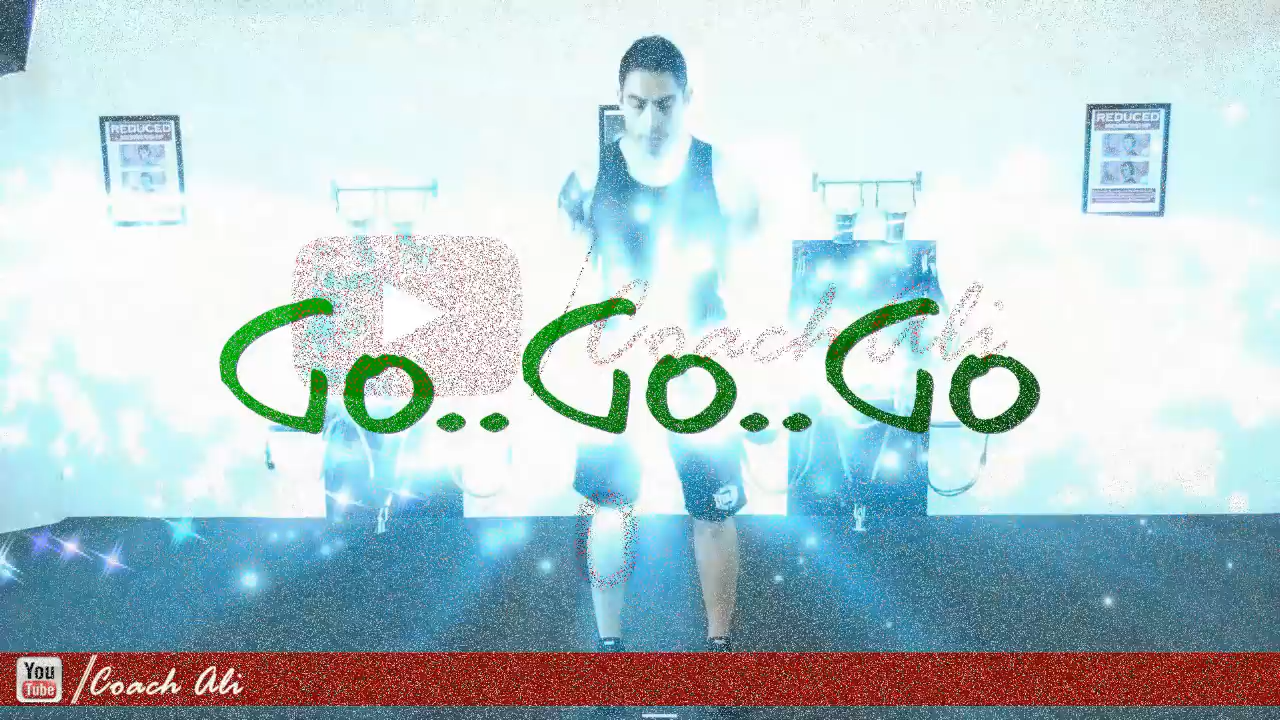 REDUCED
REDUCED
Coach Ali
Go..Go..Go
You
Tube
/Coach Ali